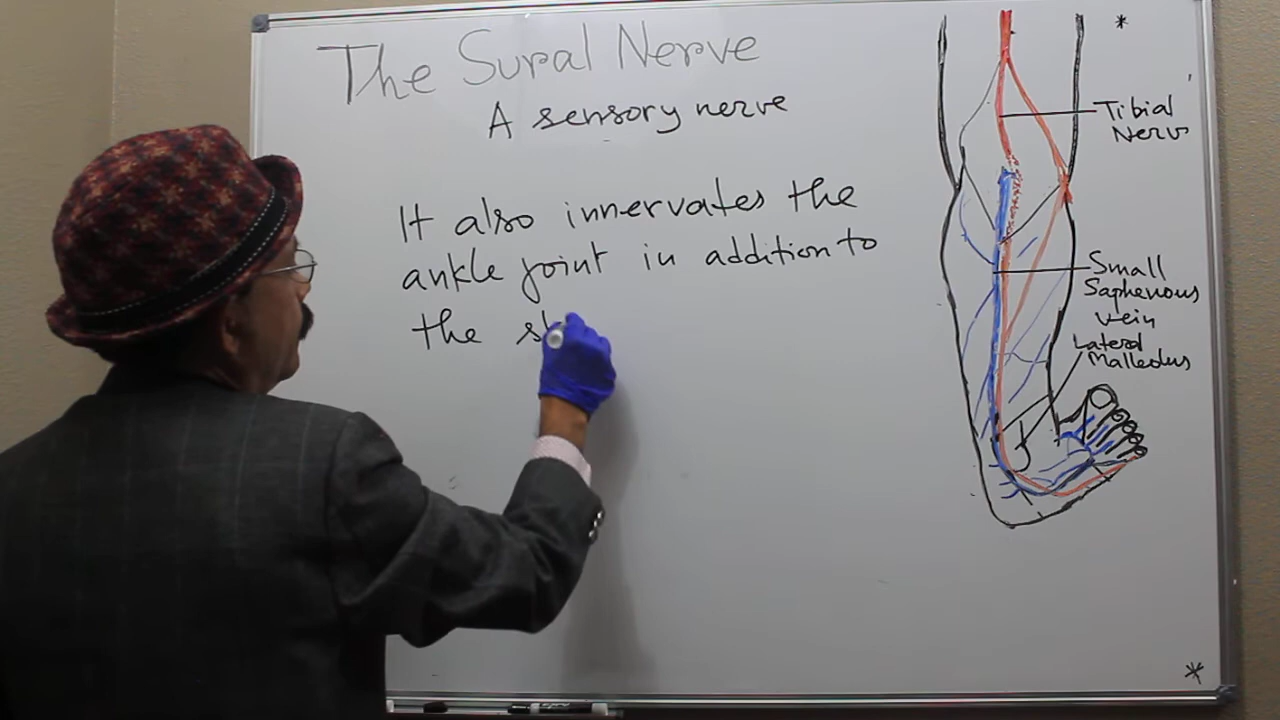 The Sural Nerve
A sensory nerve
It also innervates the
ankle joint in addition to
the
Tibial
Nerve
Small
Saphenous
vein
Lateral
Malleolus